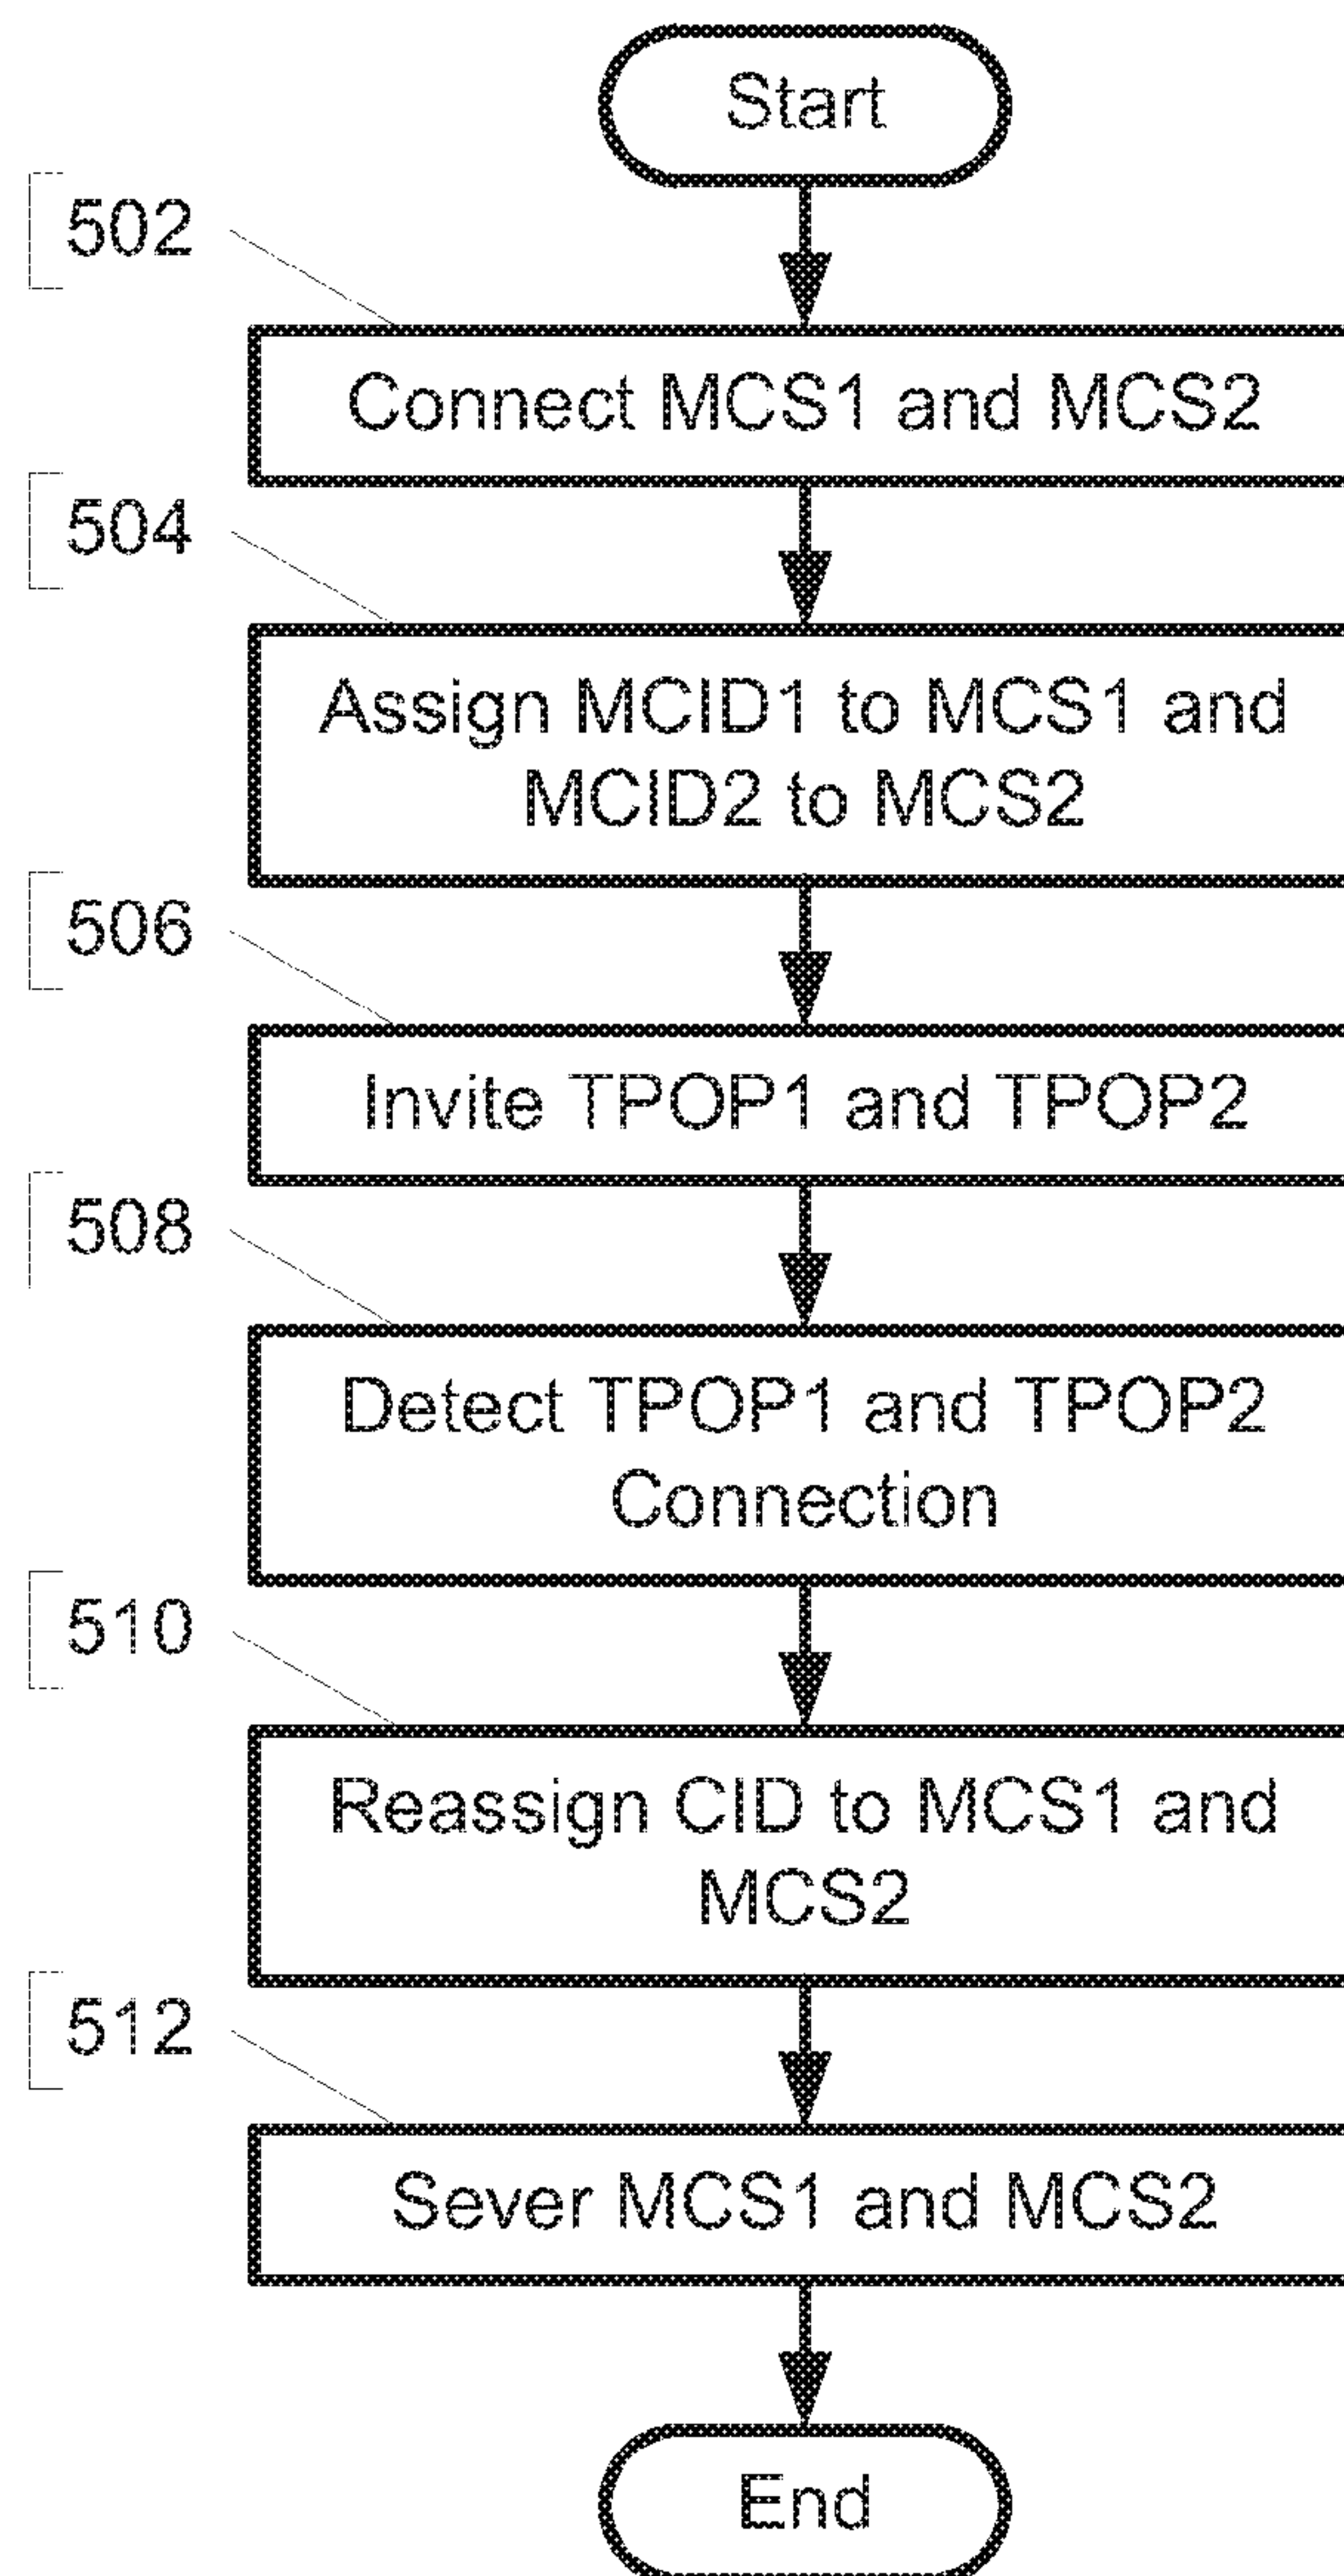 Start
502
Connect MCS1 and MCS2
504
Assign MCID1 to MCS1 and
MCID2 to MCS2
506
Invite TPOP1 and TPOP2
508
Detect TPOP1 and TPOP2
Connection
510
Reassign CID to MCS1 and
MCS2
512
Sever MCS1 and MCS2
End